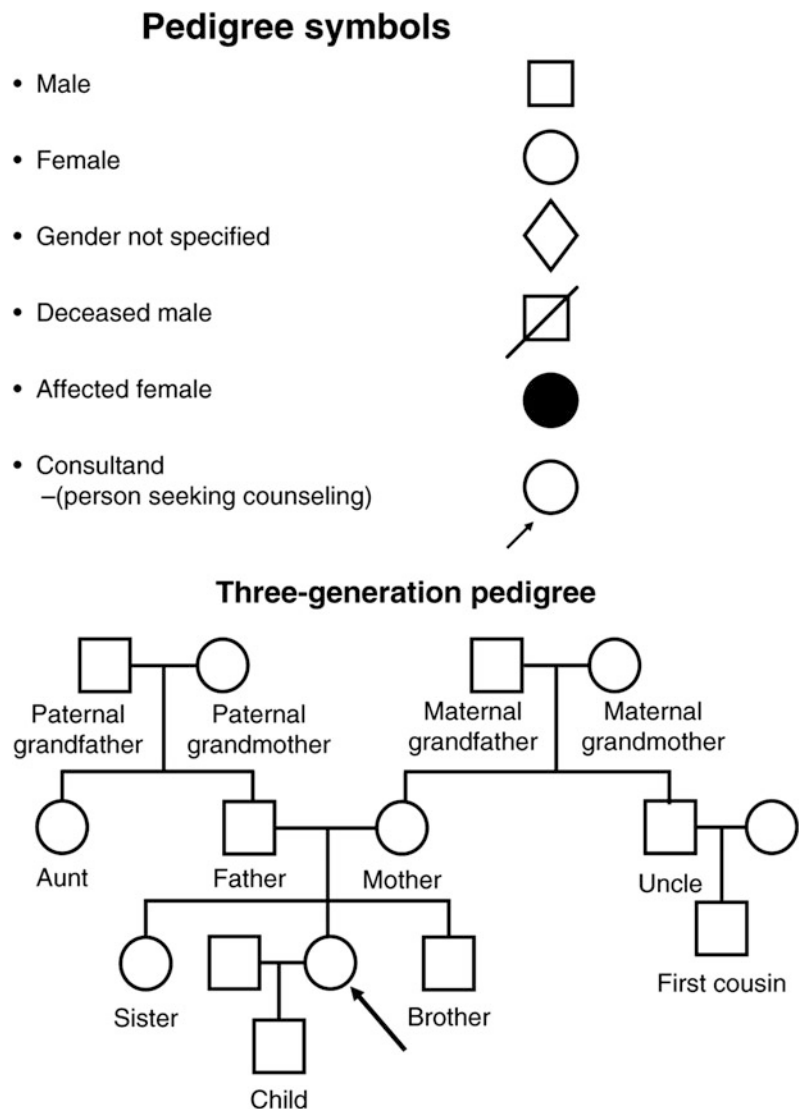 Pedigree symbols
• Male
• Female
• Gender not specified
• Deceased male
• Affected female
• Consultand
–(person seeking counseling)
Three-generation pedigree
Paternal grandfather
Paternal grandmother
Maternal grandfather
Maternal grandmother
Aunt
Father
Mother
Uncle
Sister
Brother
First cousin
Child